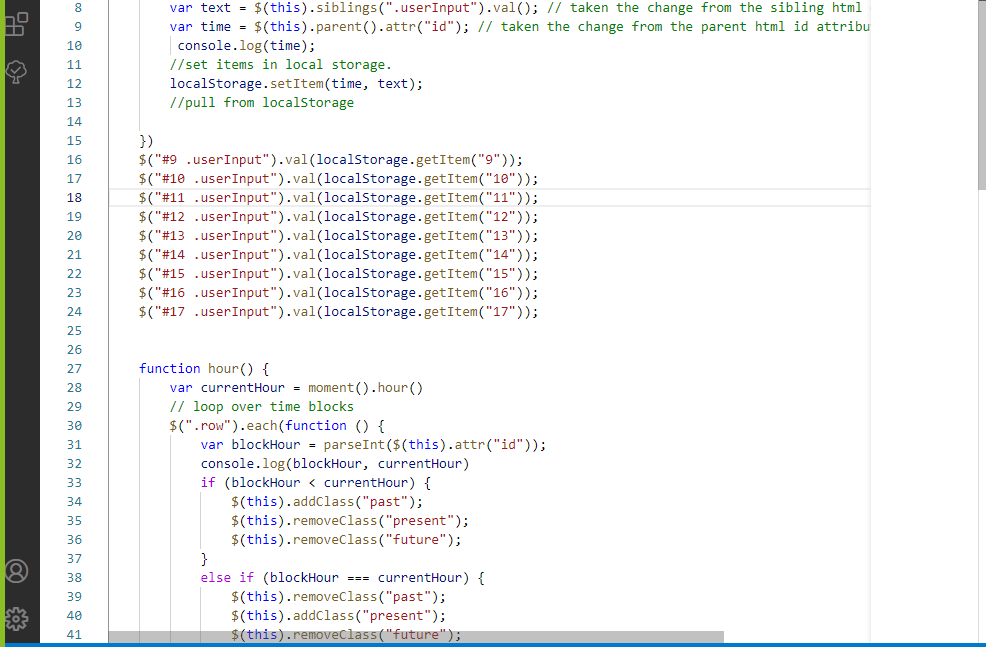 8 var text = $(this).siblings(".userInput").val(); // taken the change from the sibling html
9 var time = $(this).parent().attr("id"); // taken the change from the parent html id attribu
10 console.log(time);
11 //set items in local storage.
12 localStorage.setItem(time, text);
13 //pull from localStorage
14
15 })
16 $("#9 .userInput").val(localStorage.getItem("9"));
17 $("#10 .userInput").val(localStorage.getItem("10"));
18 $("#11 .userInput").val(localStorage.getItem("11"));
19 $("#12 .userInput").val(localStorage.getItem("12"));
20 $("#13 .userInput").val(localStorage.getItem("13"));
21 $("#14 .userInput").val(localStorage.getItem("14"));
22 $("#15 .userInput").val(localStorage.getItem("15"));
23 $("#16 .userInput").val(localStorage.getItem("16"));
24 $("#17 .userInput").val(localStorage.getItem("17"));
25
26
27 function hour() {
28 var currentHour = moment().hour()
29 // loop over time blocks
30 $(".row").each(function () {
31 var blockHour = parseInt($(this).attr("id"));
32 console.log(blockHour, currentHour)
33 if (blockHour < currentHour) {
34 $(this).addClass("past");
35 $(this).removeClass("present");
36 $(this).removeClass("future");
37 }
38 else if (blockHour === currentHour) {
39 $(this).removeClass("past");
40 $(this).addClass("present");
41 $(this).removeClass("future");